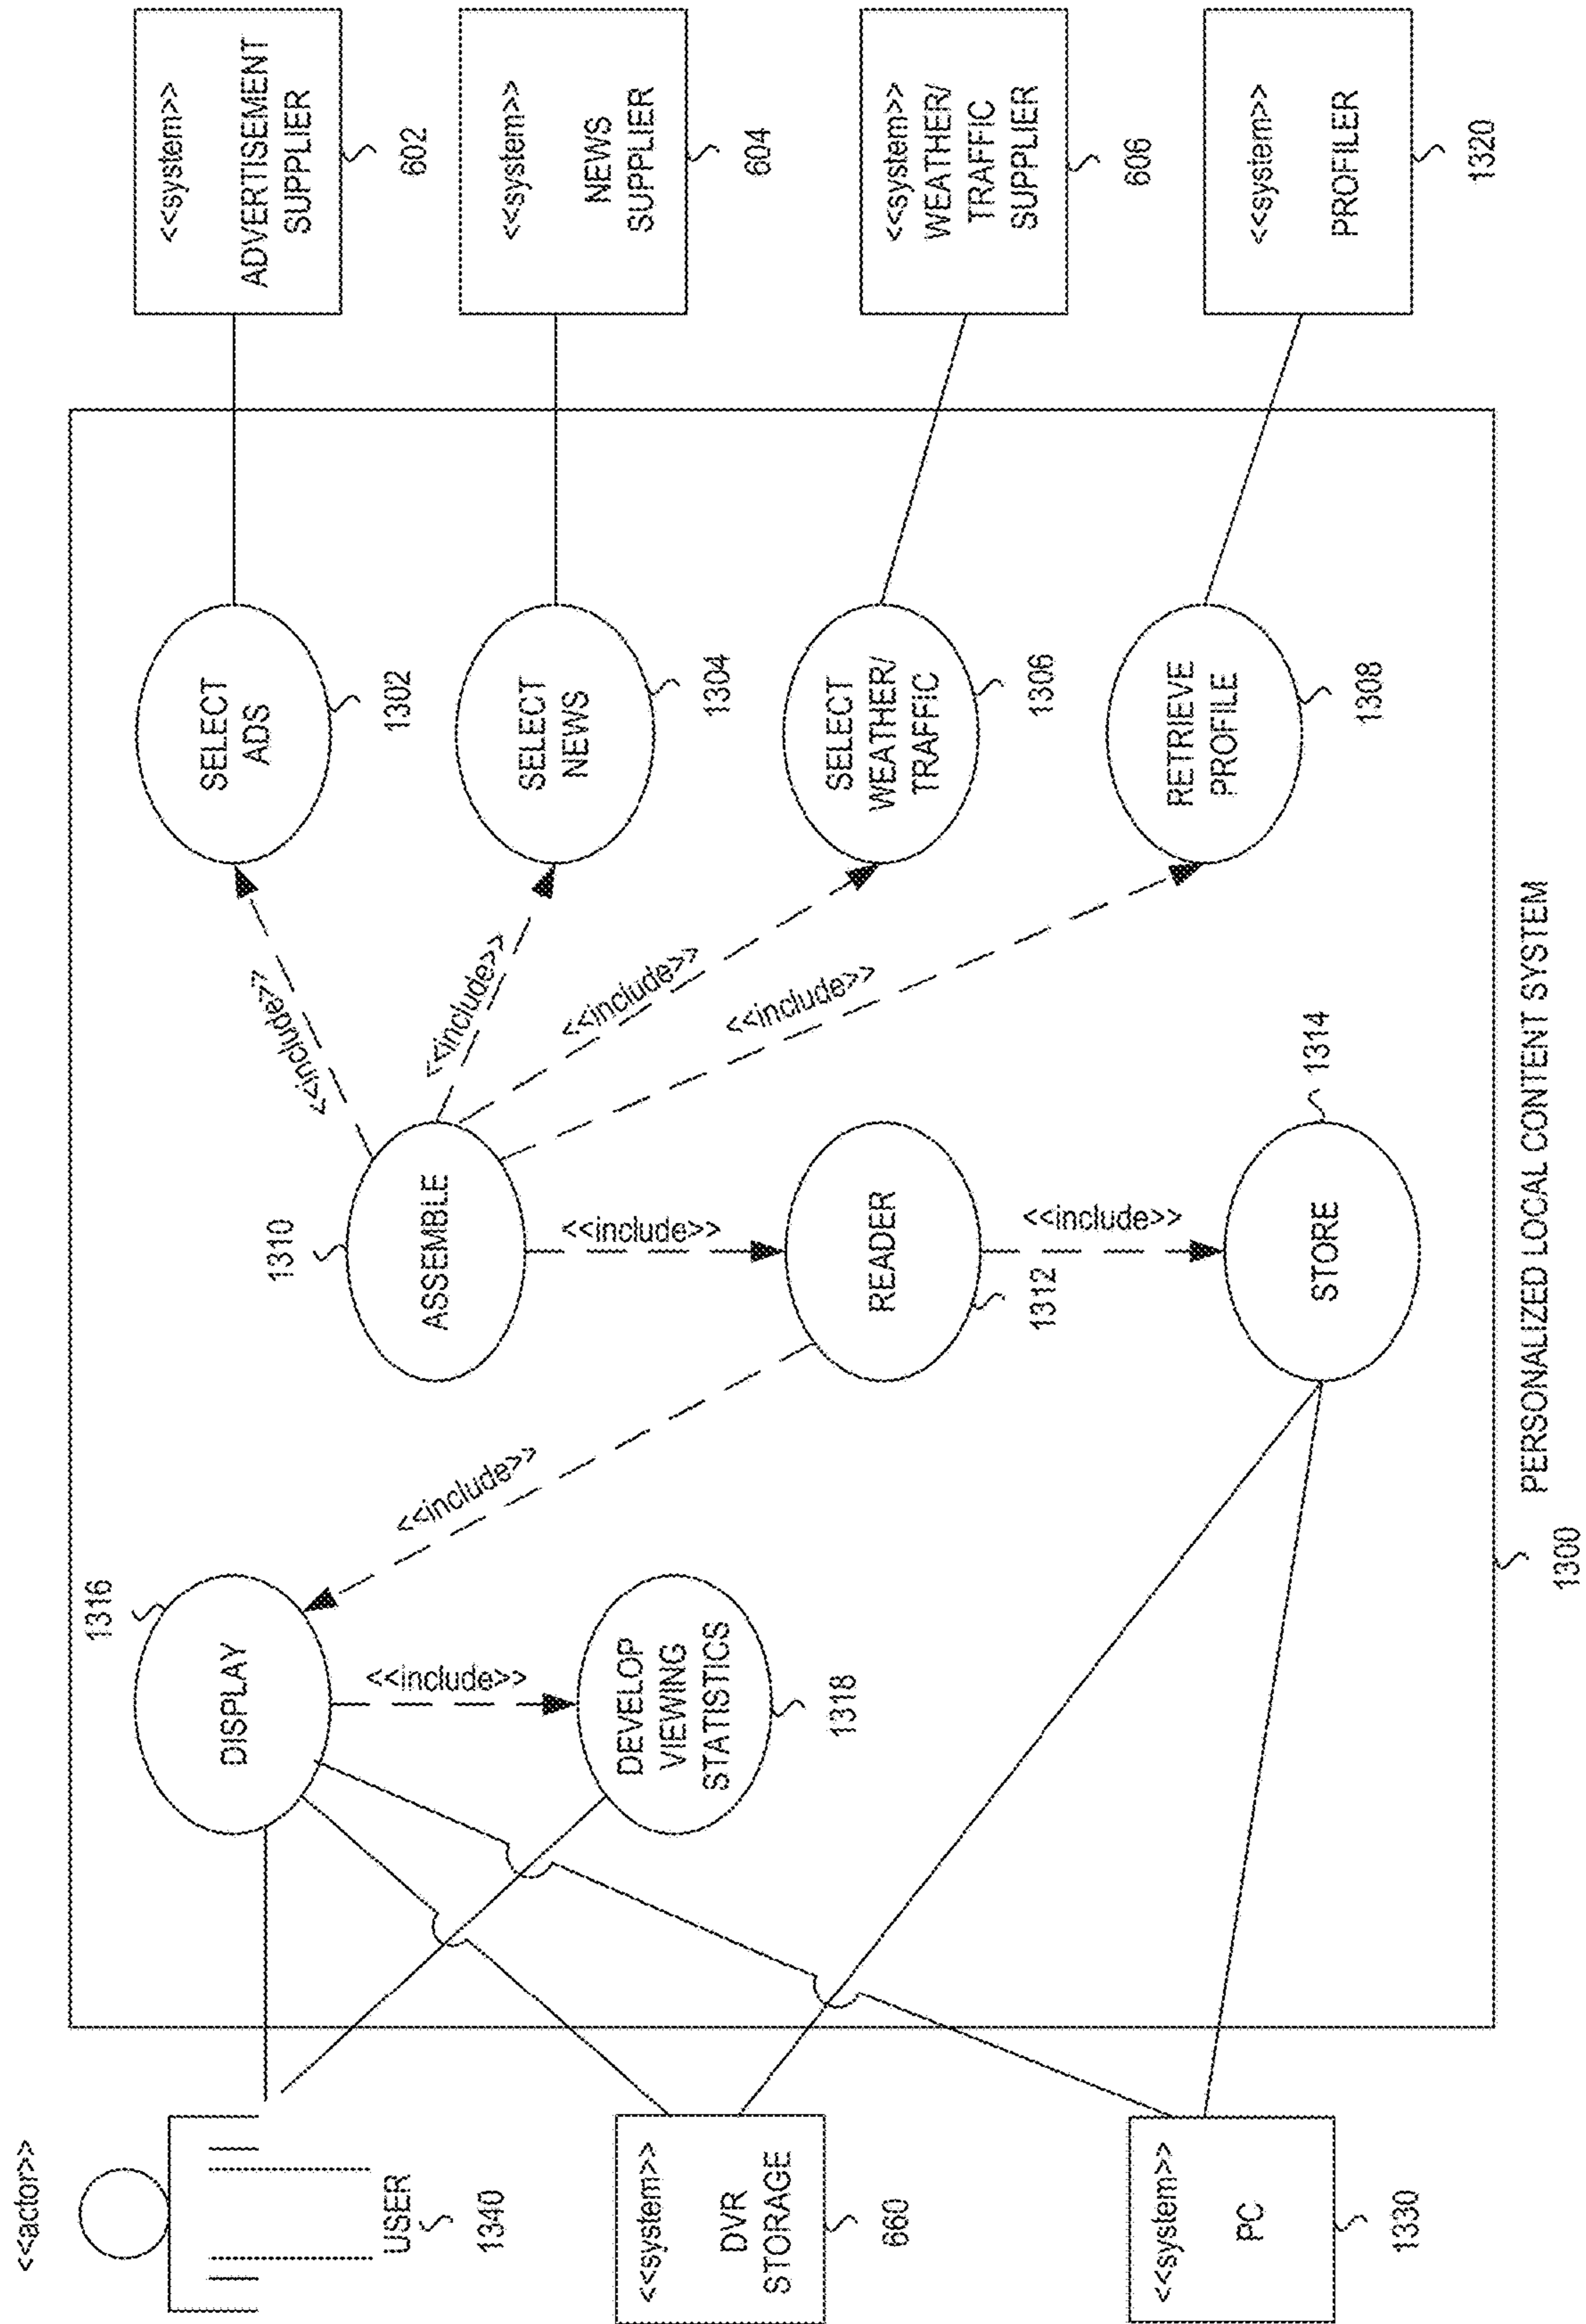 <<actor>>
USER
1340
<<system>>
DVR
STORAGE
660
<<system>>
PC
1330
DISPLAY
1316
<<include>>
DEVELOP
VIEWING
STATISTICS
1318
<<include>>
1310
ASSEMBLE
<<include>>
READER
1312
<<include>>
STORE
1314
<<include>>
<<include>>
<<include>>
<<include>>
SELECT
ADS
1302
SELECT
NEWS
1304
SELECT
WEATHER/
TRAFFIC
1306
RETRIEVE
PROFILE
1308
<<system>>
ADVERTISEMENT
SUPPLIER
602
<<system>>
NEWS
SUPPLIER
604
<<system>>
WEATHER/
TRAFFIC
SUPPLIER
606
<<system>>
PROFILER
1320
1300
PERSONALIZED LOCAL CONTENT SYSTEM